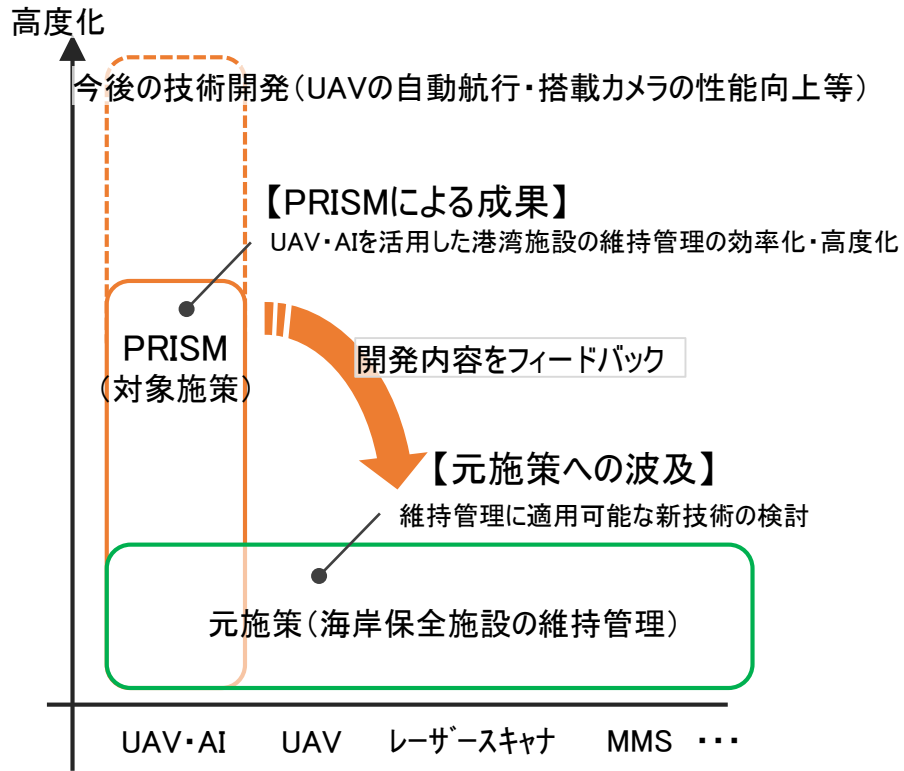 高度化
今後の技術開発（UAVの自動航行・搭載カメラの性能向上等）
【PRISMによる成果】
UAV・AIを活用した港湾施設の維持管理の効率化・高度化
PRISM
（対象施策）
開発内容をフィードバック
【元施策への波及】
維持管理に適用可能な新技術の検討
元施策（海岸保全施設の維持管理）
UAV・AI UAV レーザースキャナ MMS ・・・